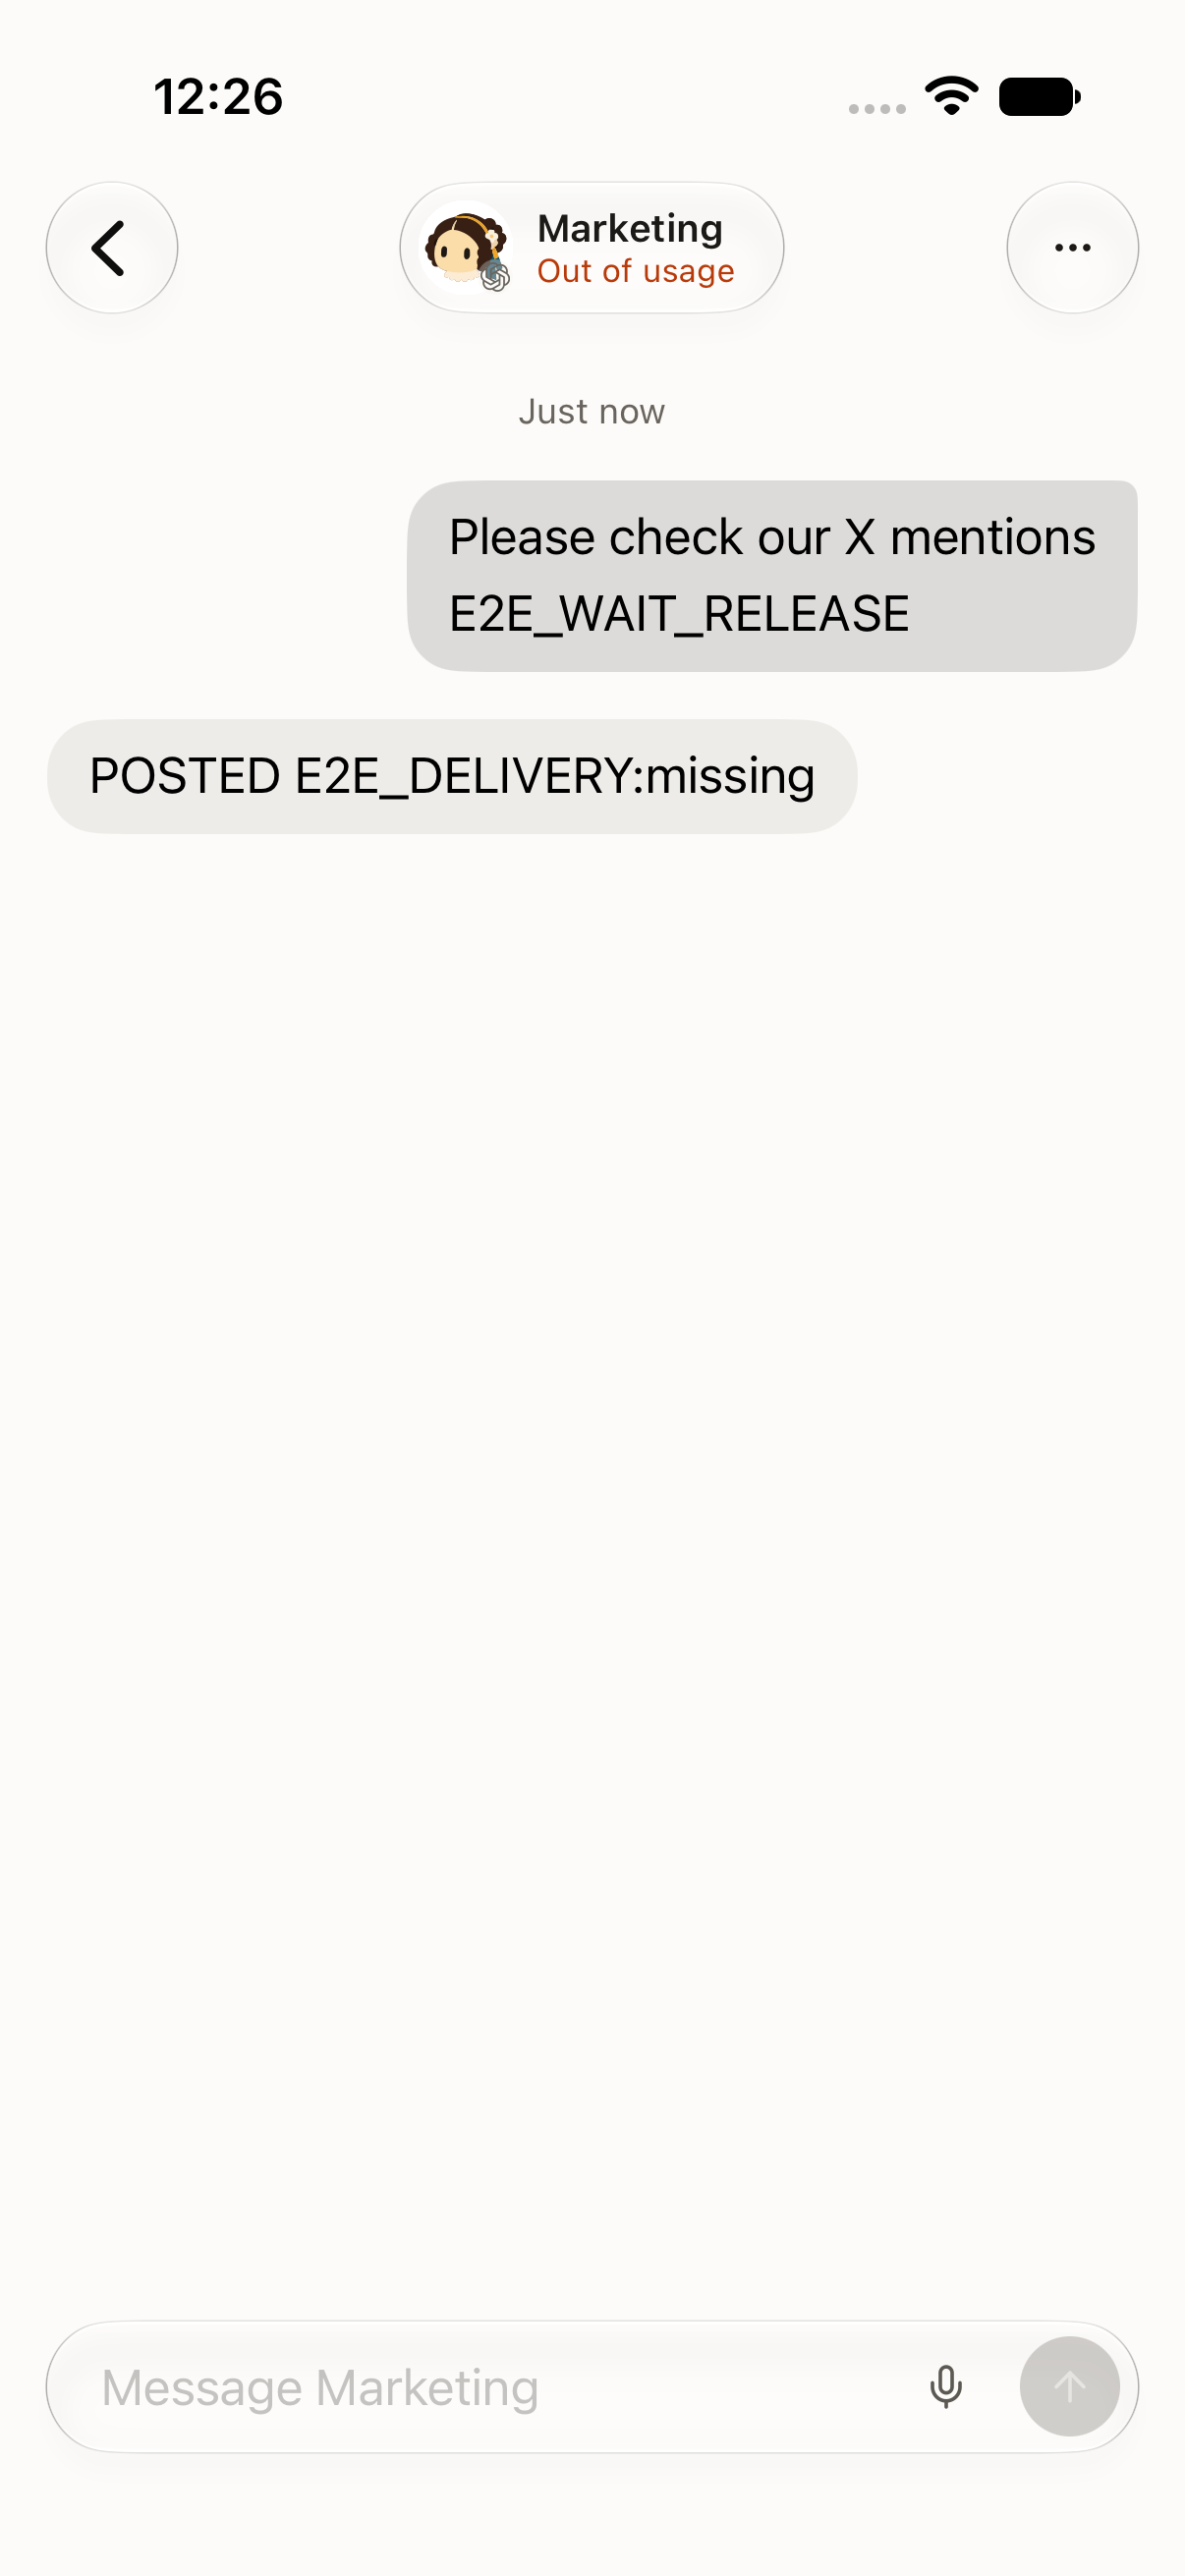 12:26
Marketing
Out of usage
Just now
Please check our X mentions
E2E_WAIT_RELEASE
POSTED E2E_DELIVERY:missing
Message Marketing